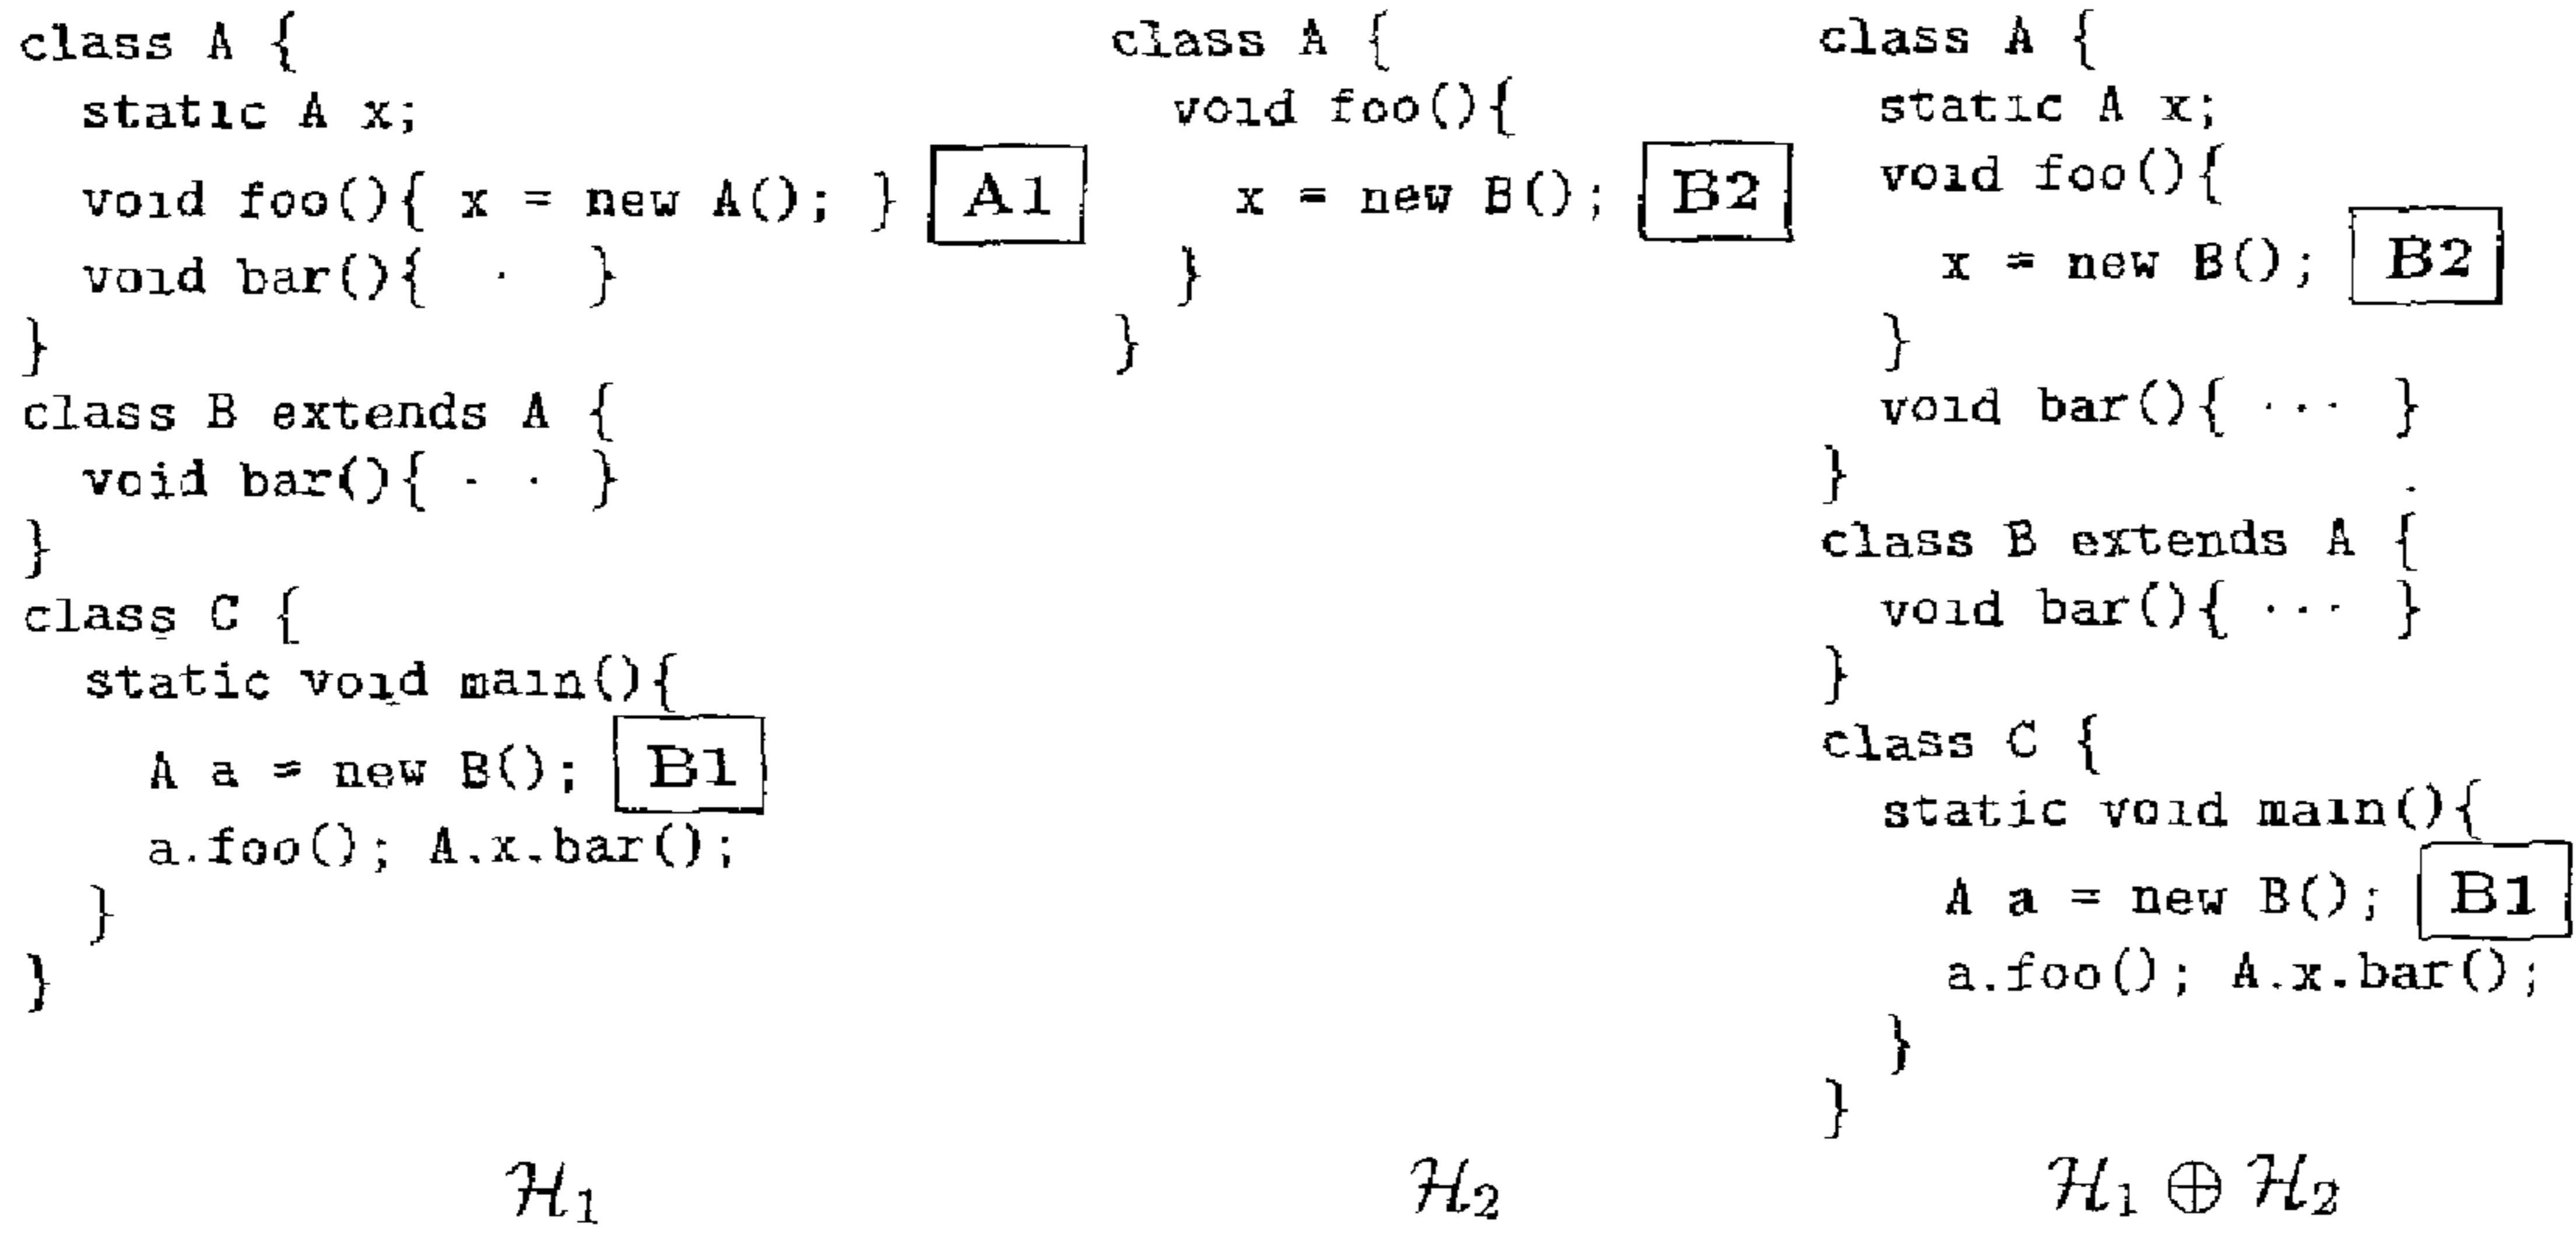 class A {
static A x;
void foo(){ x = new A(); } A1
void bar(){ . }
}
class B extends A {
void bar(){ . . }
}
class C {
static void main(){
A a = new B(); B1
a.foo(); A.x.bar();
}
}
H1
class A {
void foo(){
x = new B(); B2
}
}
H2
class A {
static A x;
void foo(){
x = new B(); B2
}
void bar(){ ... }
}
class B extends A {
void bar(){ ... }
}
class C {
static void main(){
A a = new B(); B1
a.foo(); A.x.bar();
}
}
H1 ⊕ H2